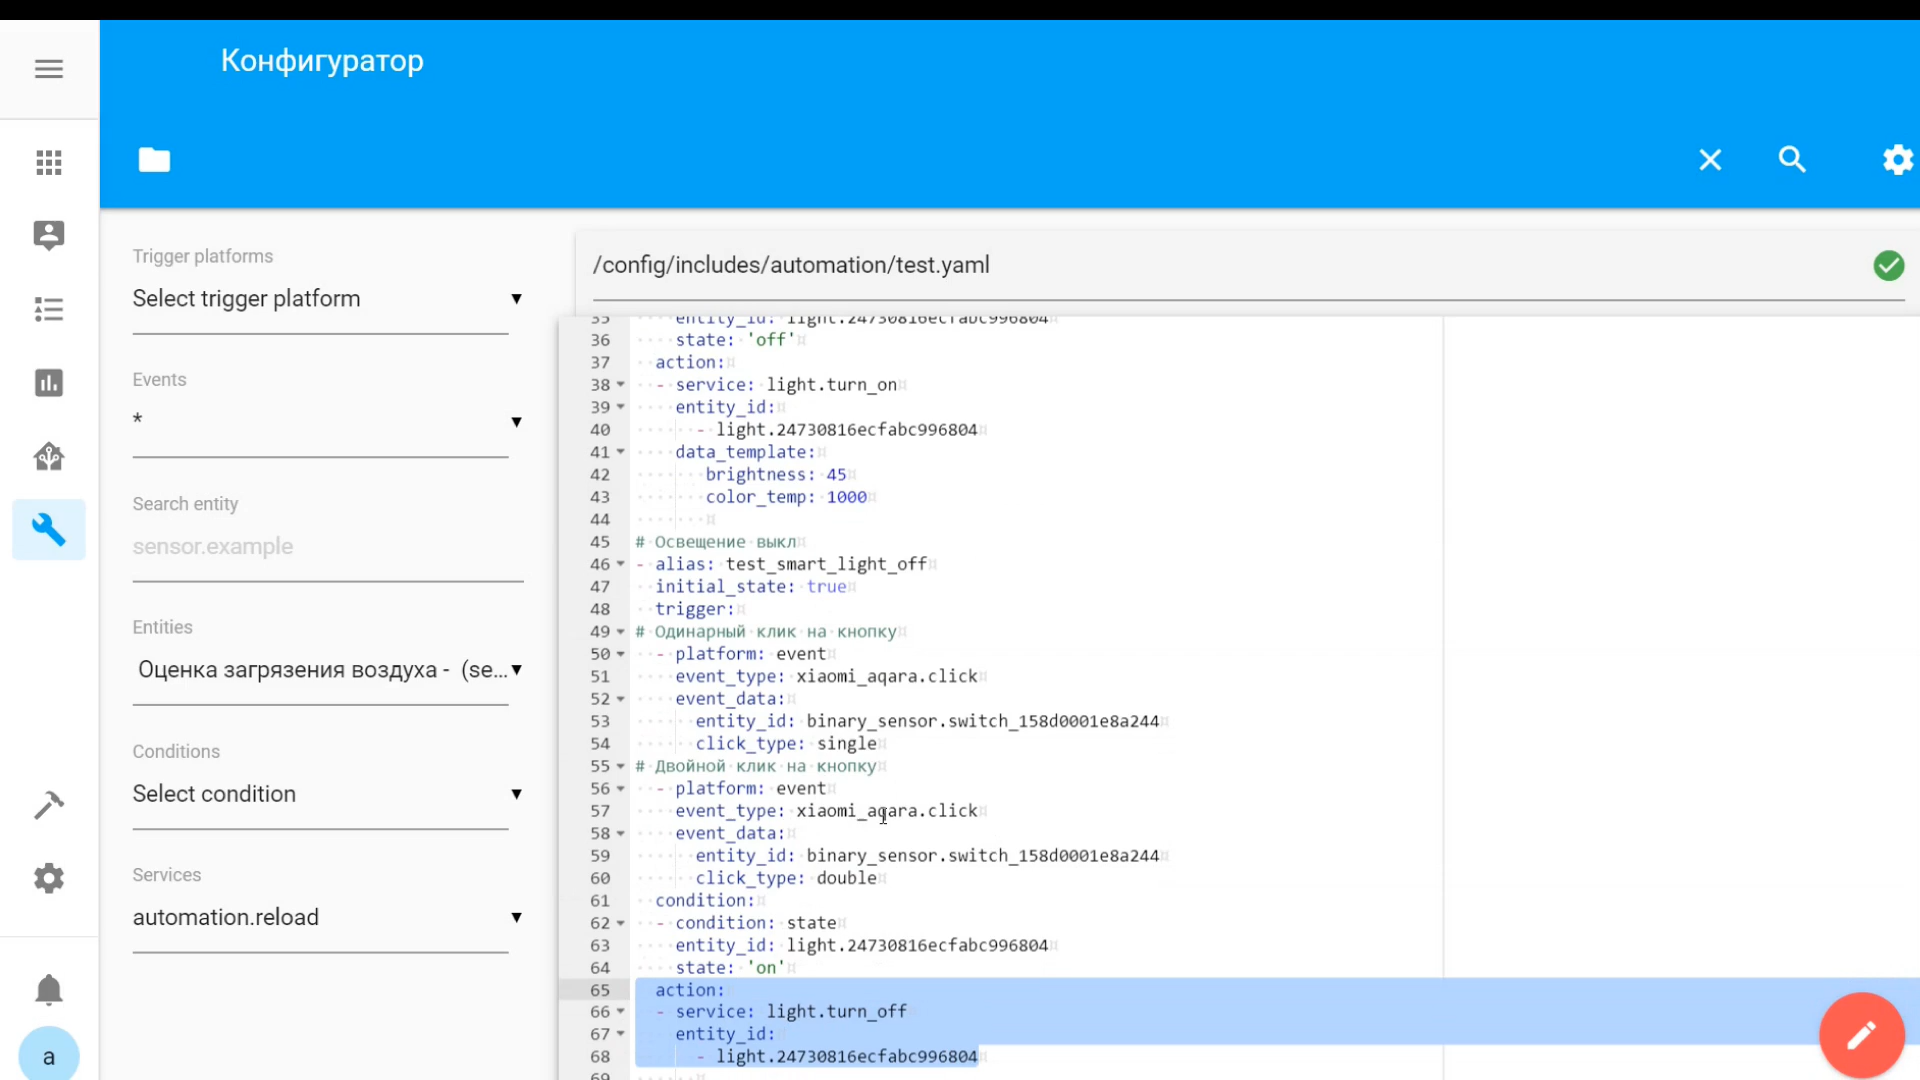 Конфигуратор
Trigger platforms
Select trigger platform
Events
*
Search entity
sensor.example
Entities
Оценка загрязения воздуха - (se...
Conditions
Select condition
Services
automation.reload
a
/config/includes/automation/test.yaml
35 entity_id: light.24730816ecfabc996804
36 state: 'off'
37 action:
38 - service: light.turn_on
39 entity_id:
40 - light.24730816ecfabc996804
41 data_template:
42 brightness: 45
43 color_temp: 1000
44
45 # Освещение выкл
46 - alias: test_smart_light_off
47 initial_state: true
48 trigger:
49 # Одинарный клик на кнопку
50 - platform: event
51 event_type: xiaomi_aqara.click
52 event_data:
53 entity_id: binary_sensor.switch_158d0001e8a244
54 click_type: single
55 # Двойной клик на кнопку
56 - platform: event
57 event_type: xiaomi_aqara.click
58 event_data:
59 entity_id: binary_sensor.switch_158d0001e8a244
60 click_type: double
61 condition:
62 - condition: state
63 entity_id: light.24730816ecfabc996804
64 state: 'on'
65 action:
66 - service: light.turn_off
67 entity_id:
68 - light.24730816ecfabc996804
69